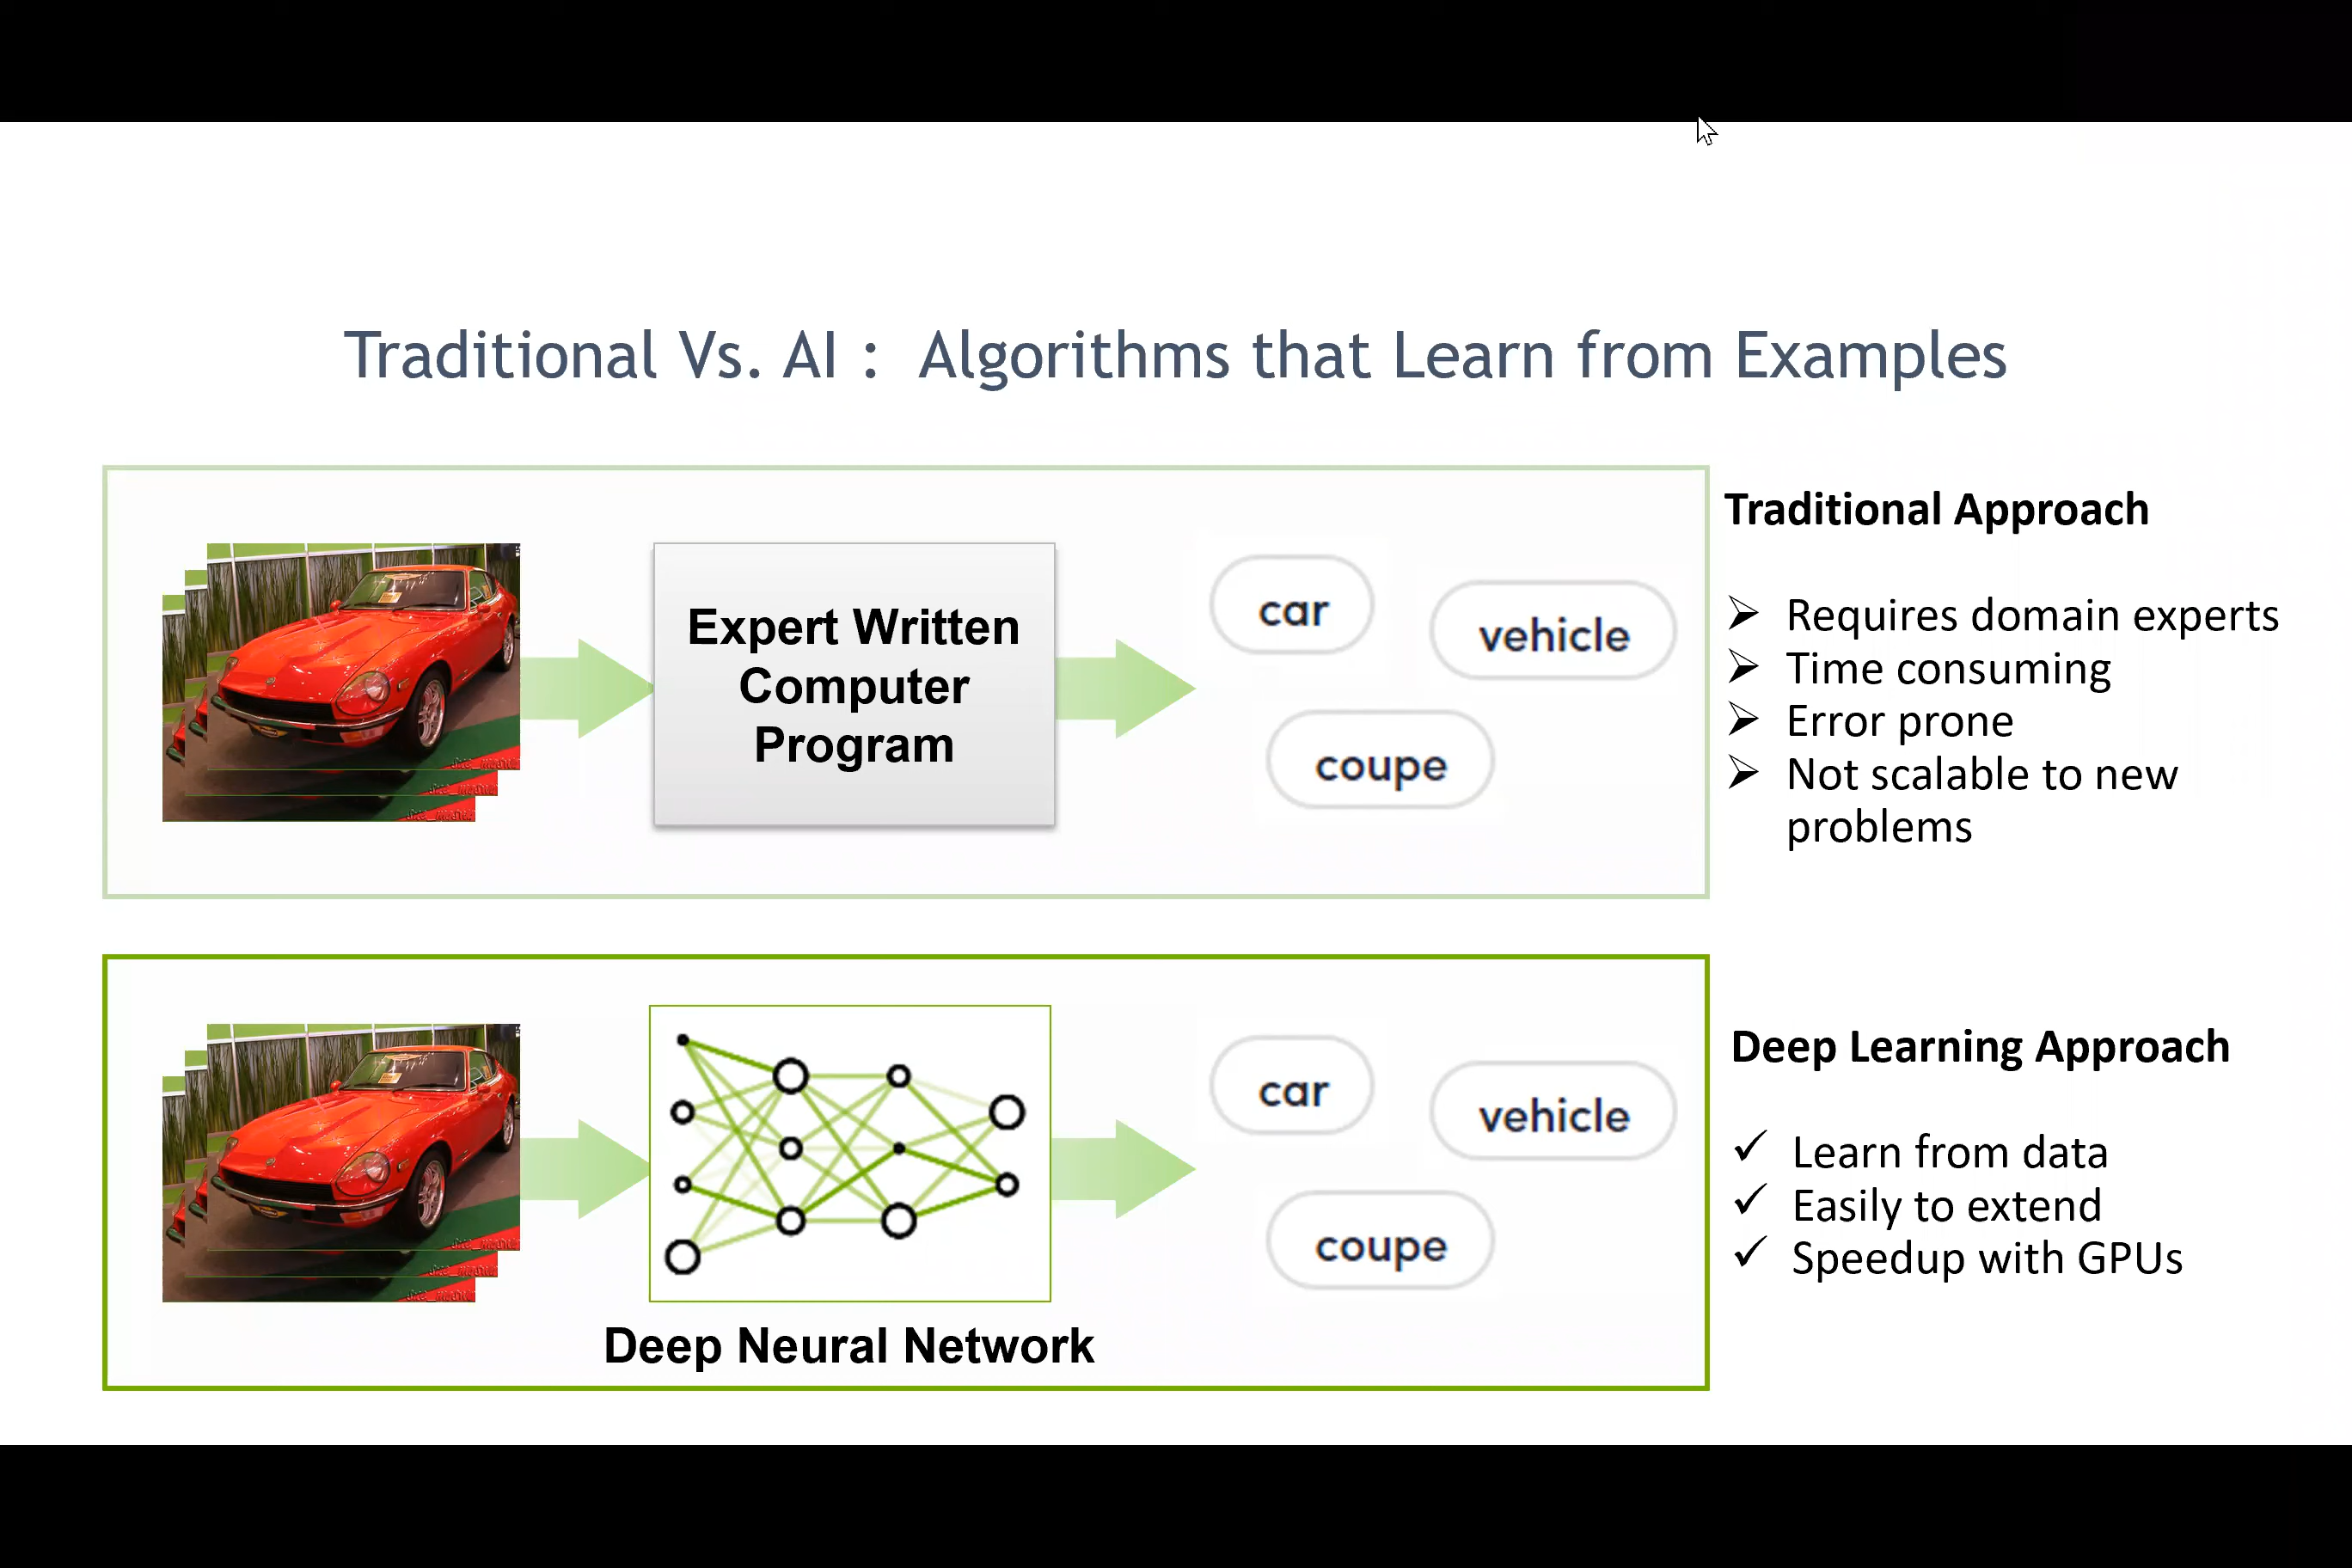 Traditional Vs. AI : Algorithms that Learn from Examples
Expert Written
Computer
Program
car
vehicle
coupe
Traditional Approach
➢ Requires domain experts
➢ Time consuming
➢ Error prone
➢ Not scalable to new
problems
Deep Neural Network
car
vehicle
coupe
Deep Learning Approach
✓ Learn from data
✓ Easily to extend
✓ Speedup with GPUs